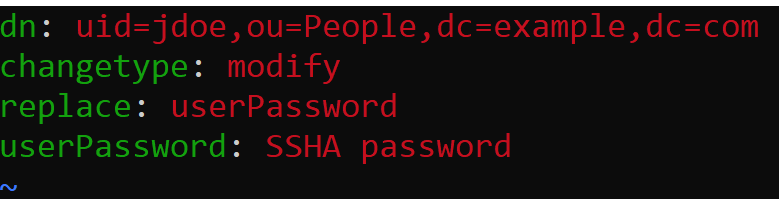 dn: uid=jdoe,ou=People,dc=example,dc=com
changetype: modify
replace: userPassword
userPassword: SSHA password
~